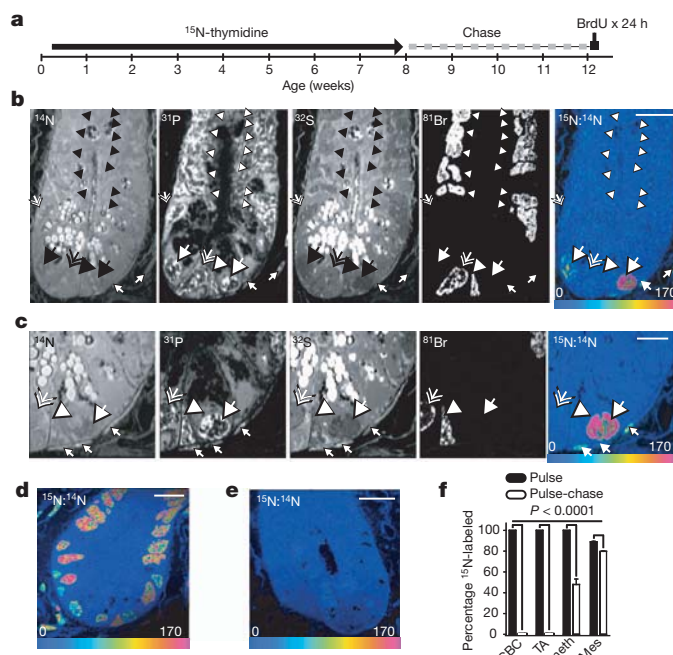 a
¹⁵N-thymidine
Chase
BrdU x 24 h
0 1 2 3 4 5 6 7 8 9 10 11 12
Age (weeks)
b
¹⁴N
³¹P
³²S
⁸¹Br
¹⁵N:¹⁴N
0 170
c
¹⁴N
³¹P
³²S
⁸¹Br
¹⁵N:¹⁴N
0 170
d
¹⁵N:¹⁴N
0 170
e
¹⁵N:¹⁴N
0 170
f
Pulse
Pulse-chase
P < 0.0001
Percentage ¹⁵N-labeled
100
80
60
40
20
0
TA
Mes